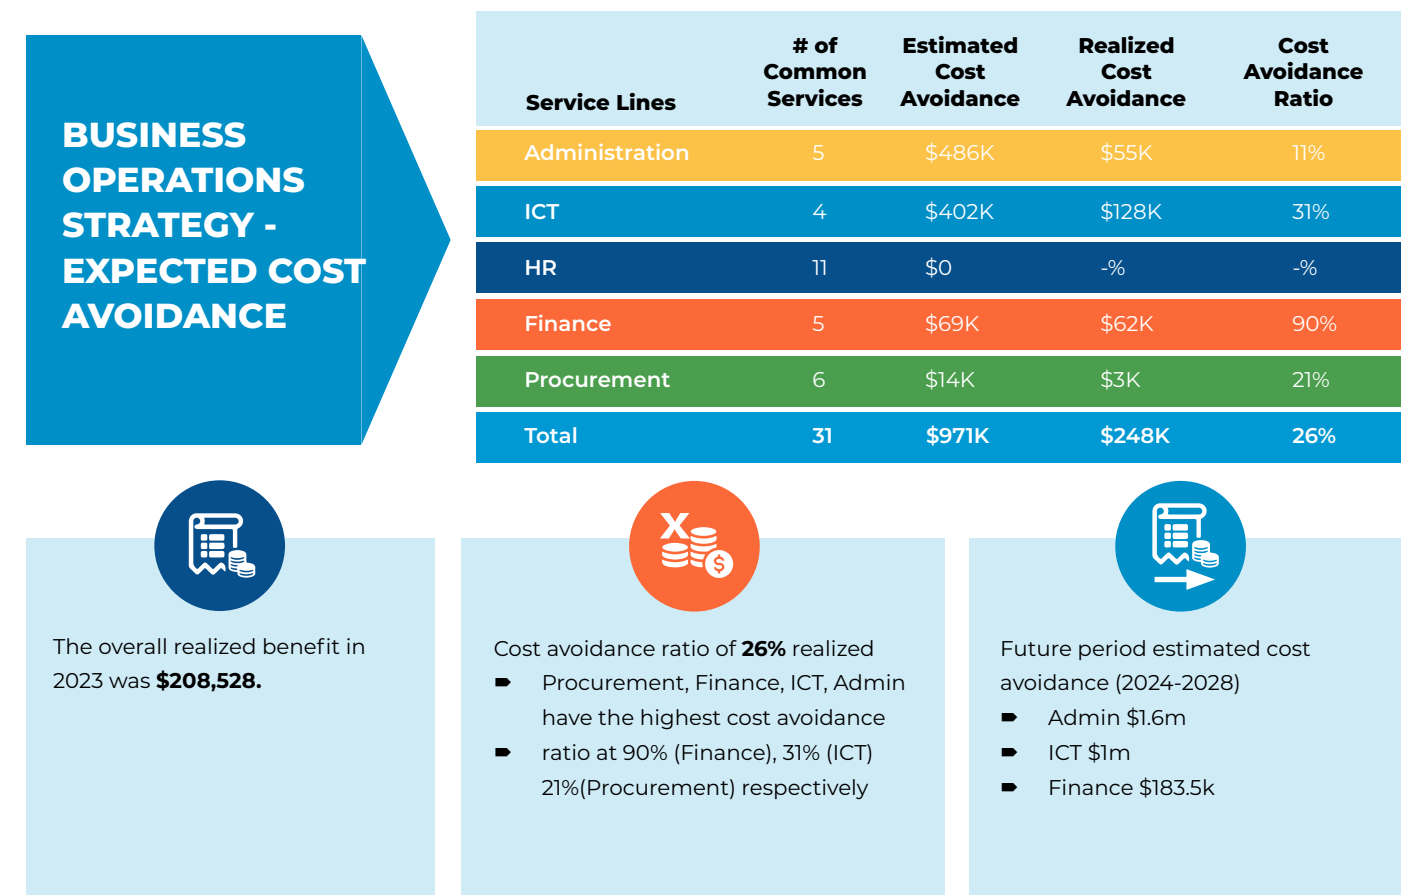 BUSINESS
OPERATIONS
STRATEGY -
EXPECTED COST
AVOIDANCE
Service Lines
# of
Common
Services
Estimated
Cost
Avoidance
Realized
Cost
Avoidance
Cost
Avoidance
Ratio
Administration 5 $486K $55K 11%
ICT 4 $402K $128K 31%
HR 11 $0 -% -%
Finance 5 $69K $62K 90%
Procurement 6 $14K $3K 21%
Total 31 $971K $248K 26%
The overall realized benefit in
2023 was $208,528.
X
$
Cost avoidance ratio of 26% realized
Procurement, Finance, ICT, Admin
have the highest cost avoidance
ratio at 90% (Finance), 31% (ICT)
21%(Procurement) respectively
Future period estimated cost
avoidance (2024-2028)
Admin $1.6m
ICT $1m
Finance $183.5k